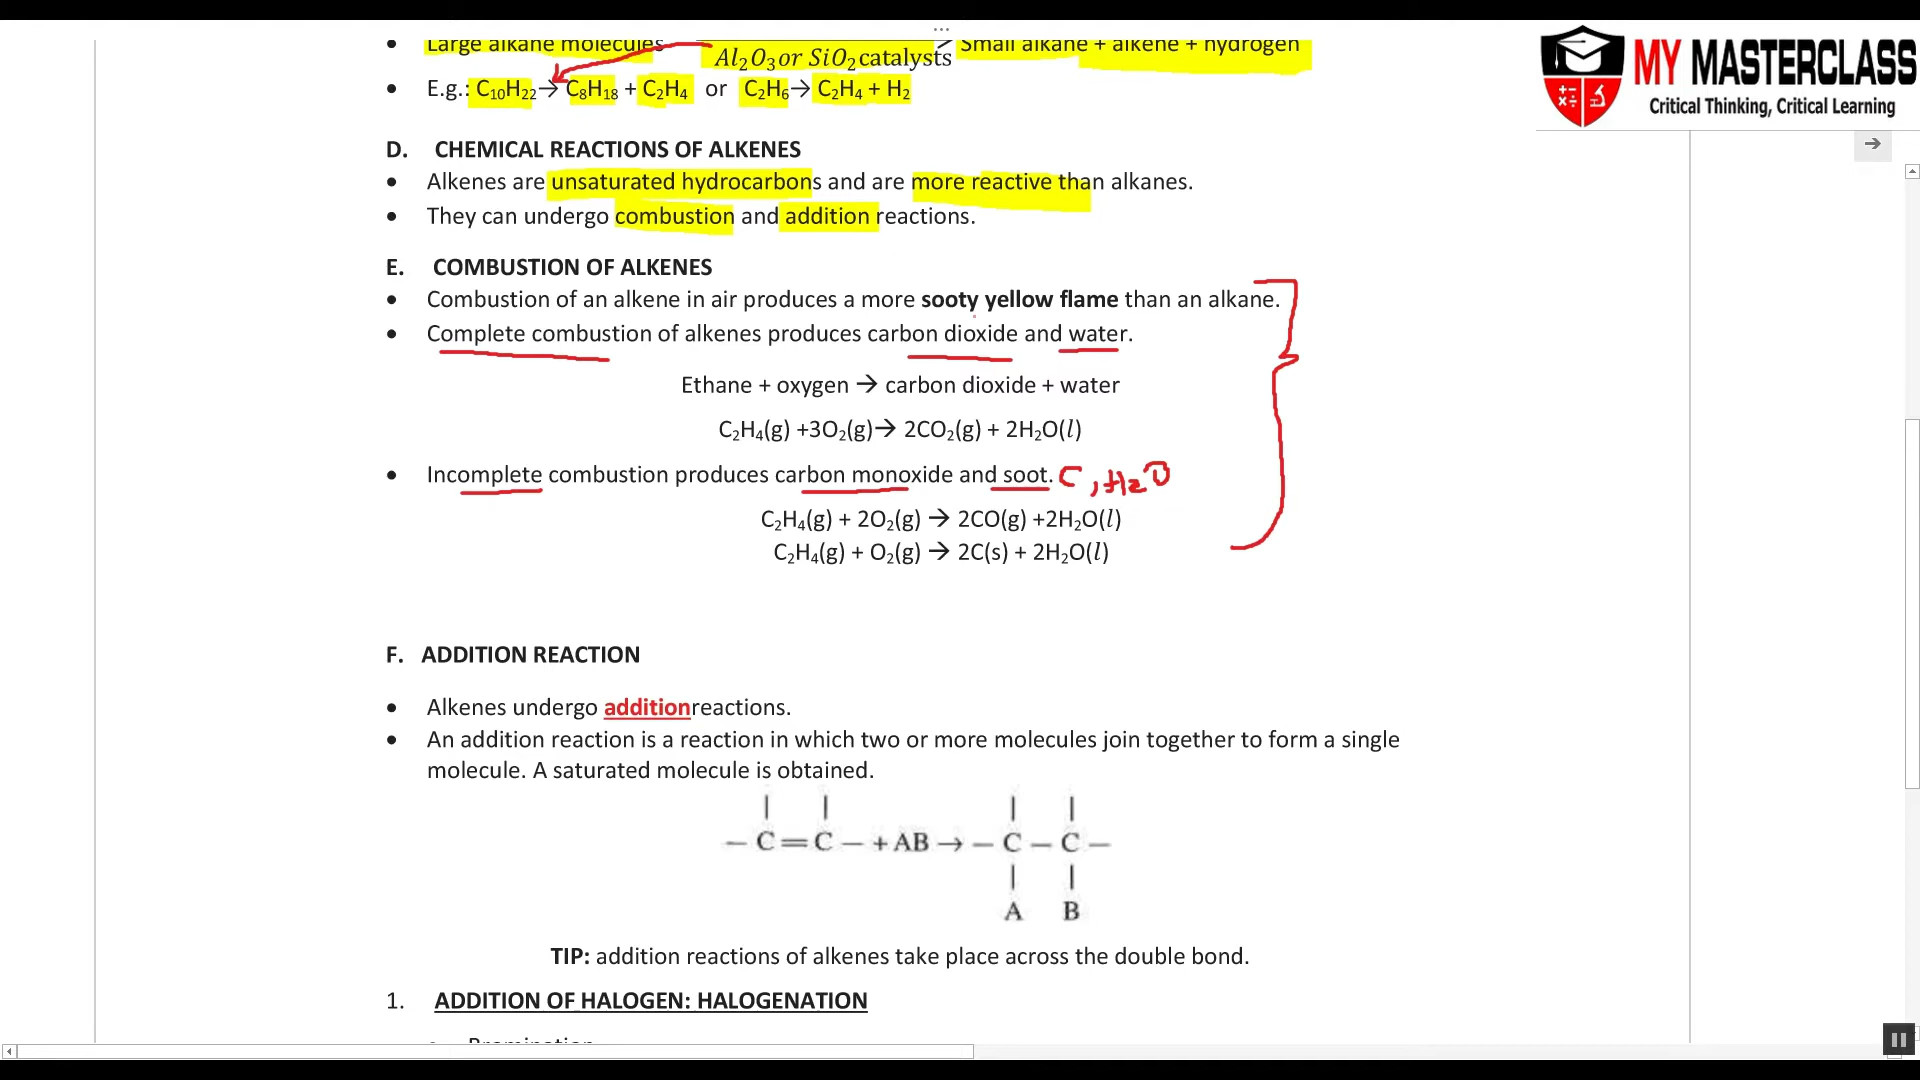 • Large alkane molecules Al₂O₃ or SiO₂ catalysts > Small alkane + alkene + hydrogen
• E.g.: C₁₀H₂₂→ C₈H₁₈ + C₂H₄ or C₂H₆→ C₂H₄ + H₂
MY MASTERCLASS
Critical Thinking, Critical Learning
D. CHEMICAL REACTIONS OF ALKENES
• Alkenes are unsaturated hydrocarbons and are more reactive than alkanes.
• They can undergo combustion and addition reactions.
E. COMBUSTION OF ALKENES
• Combustion of an alkene in air produces a more sooty yellow flame than an alkane.
• Complete combustion of alkenes produces carbon dioxide and water.
Ethane + oxygen → carbon dioxide + water
C₂H₄(g) +3O₂(g)→ 2CO₂(g) + 2H₂O(l)
• Incomplete combustion produces carbon monoxide and soot. C, H₂O
C₂H₄(g) + 2O₂(g) → 2CO(g) +2H₂O(l)
C₂H₄(g) + O₂(g) → 2C(s) + 2H₂O(l)
F. ADDITION REACTION
• Alkenes undergo additionreactions.
• An addition reaction is a reaction in which two or more molecules join together to form a single
molecule. A saturated molecule is obtained.
– C = C – + AB → – C – C –
A B
TIP: addition reactions of alkenes take place across the double bond.
1. ADDITION OF HALOGEN: HALOGENATION
Bromination